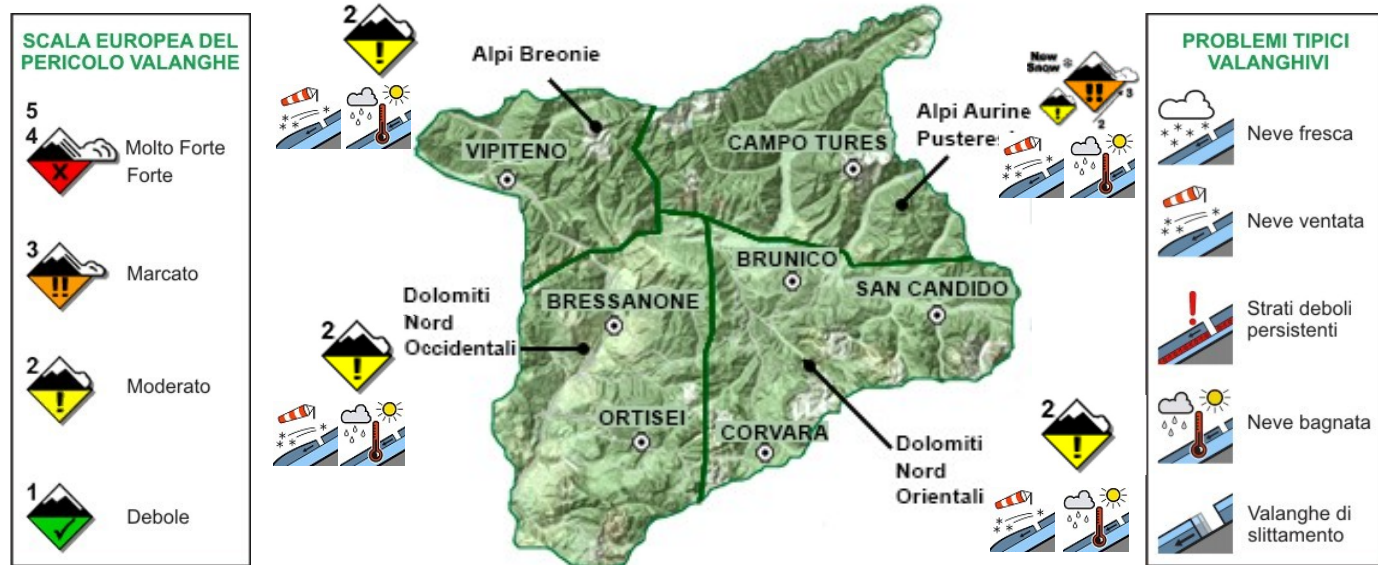 SCALA EUROPEA DEL
PERICOLO VALANGHE
5
4
Molto Forte
Forte
3
Marcato
2
Moderato
1
Debole
2
Alpi Breonie
VIPITENO
New
Snow
3
2
Alpi Aurine
CAMPO TURES
BRUNICO
SAN CANDIDO
Dolomiti
Nord
Occidentali
BRESSANONE
2
ORTISEI
CORVARA
Dolomiti
Nord
Orientali
2
PROBLEMI TIPICI
VALANGHIVI
Neve fresca
Neve ventata
Strati deboli
persistenti
Neve bagnata
Valanghe di
slittamento